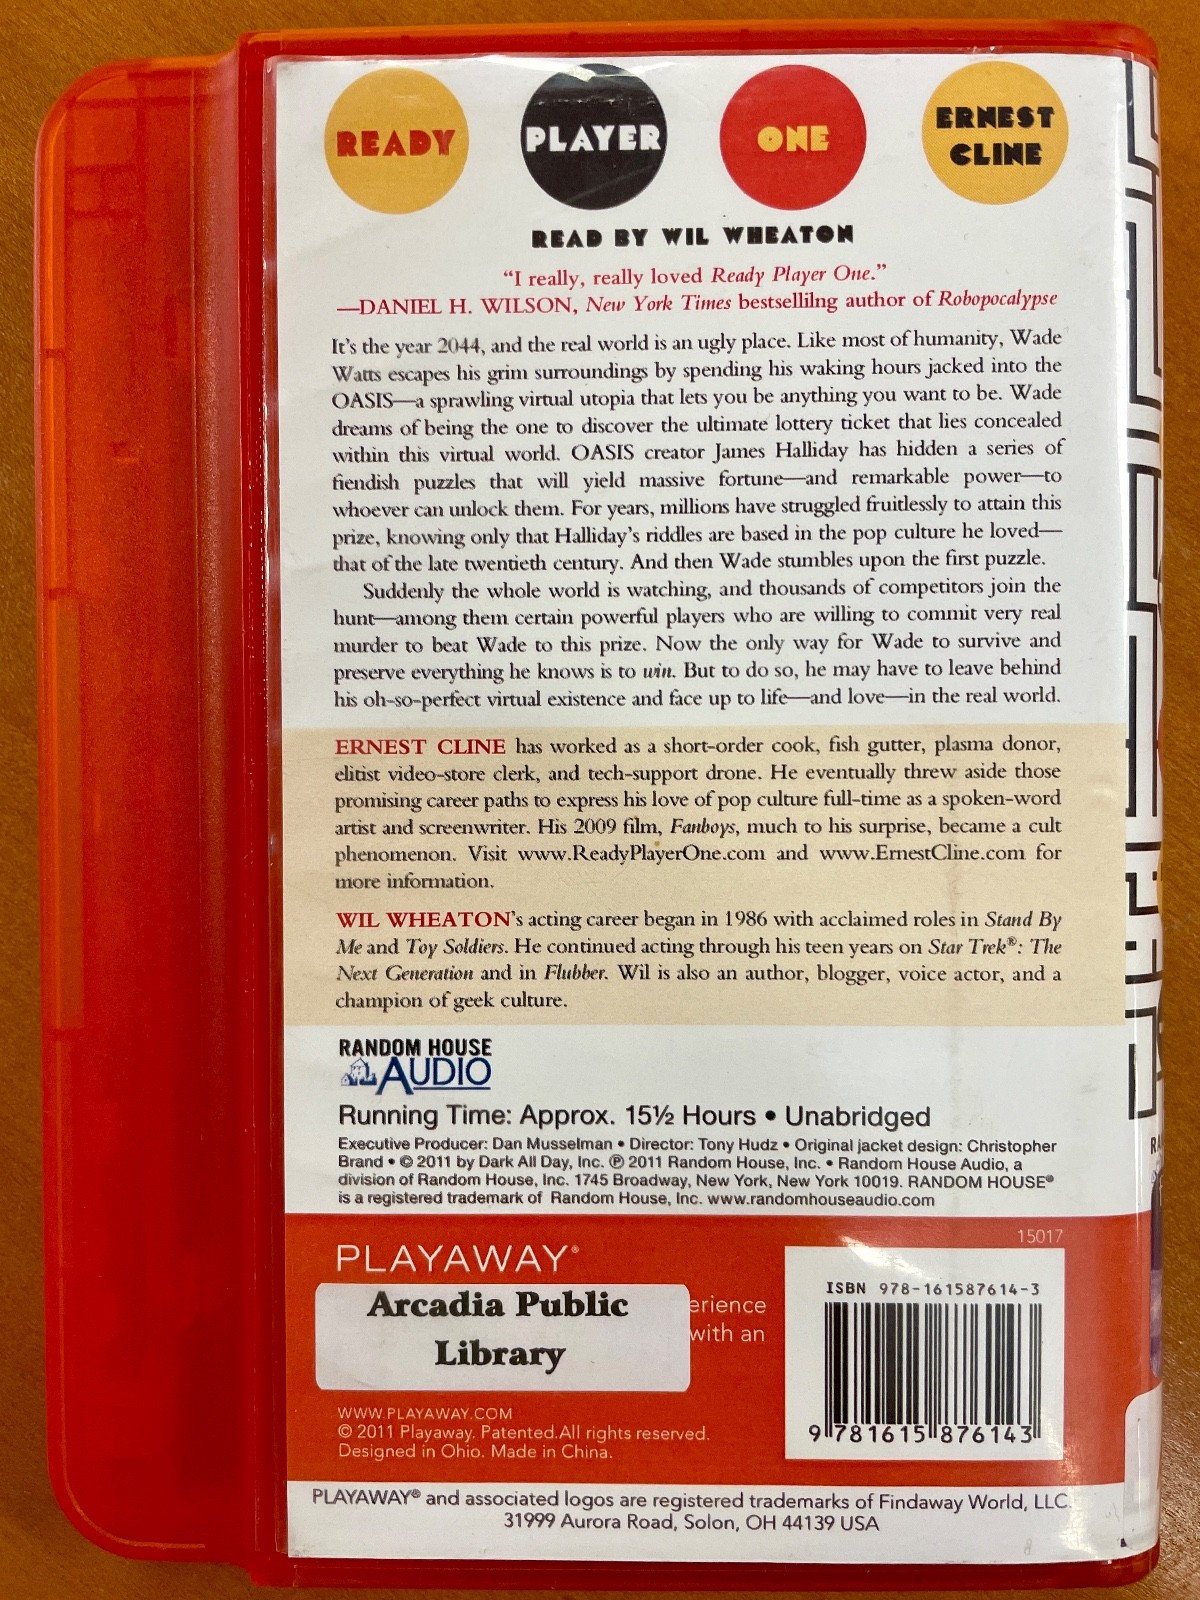 READY PLAYER ONE ERNEST CLINE
READ BY WIL WHEATON
“I really, really loved Ready Player One.”
—DANIEL H. WILSON, New York Times bestsellilng author of Robopocalypse
It’s the year 2044, and the real world is an ugly place. Like most of humanity, Wade
Watts escapes his grim surroundings by spending his waking hours jacked into the
OASIS—a sprawling virtual utopia that lets you be anything you want to be. Wade
dreams of being the one to discover the ultimate lottery ticket that lies concealed
within this virtual world. OASIS creator James Halliday has hidden a series of
fiendish puzzles that will yield massive fortune—and remarkable power—to
whoever can unlock them. For years, millions have struggled fruitlessly to attain this
prize, knowing only that Halliday’s riddles are based in the pop culture he loved—
that of the late twentieth century. And then Wade stumbles upon the first puzzle.
Suddenly the whole world is watching, and thousands of competitors join the
hunt—among them certain powerful players who are willing to commit very real
murder to beat Wade to this prize. Now the only way for Wade to survive and
preserve everything he knows is to win. But to do so, he may have to leave behind
his oh-so-perfect virtual existence and face up to life—and love—in the real world.
ERNEST CLINE has worked as a short-order cook, fish gutter, plasma donor,
elitist video-store clerk, and tech-support drone. He eventually threw aside those
promising career paths to express his love of pop culture full-time as a spoken-word
artist and screenwriter. His 2009 film, Fanboys, much to his surprise, became a cult
phenomenon. Visit www.ReadyPlayerOne.com and www.ErnestCline.com for
more information.
WIL WHEATON’s acting career began in 1986 with acclaimed roles in Stand By
Me and Toy Soldiers. He continued acting through his teen years on Star Trek®: The
Next Generation and in Flubber. Wil is also an author, blogger, voice actor, and a
champion of geek culture.
RANDOM HOUSE
AUDIO
Running Time: Approx. 15½ Hours • Unabridged
Executive Producer: Dan Musselman • Director: Tony Hudz • Original jacket design: Christopher
Brand • © 2011 by Dark All Day, Inc. ℗ 2011 Random House, Inc. • Random House Audio, a
division of Random House, Inc. 1745 Broadway, New York, New York 10019. RANDOM HOUSE®
is a registered trademark of Random House, Inc. www.randomhouseaudio.com
15017
PLAYAWAY®
Arcadia Public
Library
erience
with an
WWW.PLAYAWAY.COM
© 2011 Playaway. Patented.All rights reserved.
Designed in Ohio. Made in China.
ISBN 978-161587614-3
9 781615 876143
PLAYAWAY® and associated logos are registered trademarks of Findaway World, LLC.
31999 Aurora Road, Solon, OH 44139 USA